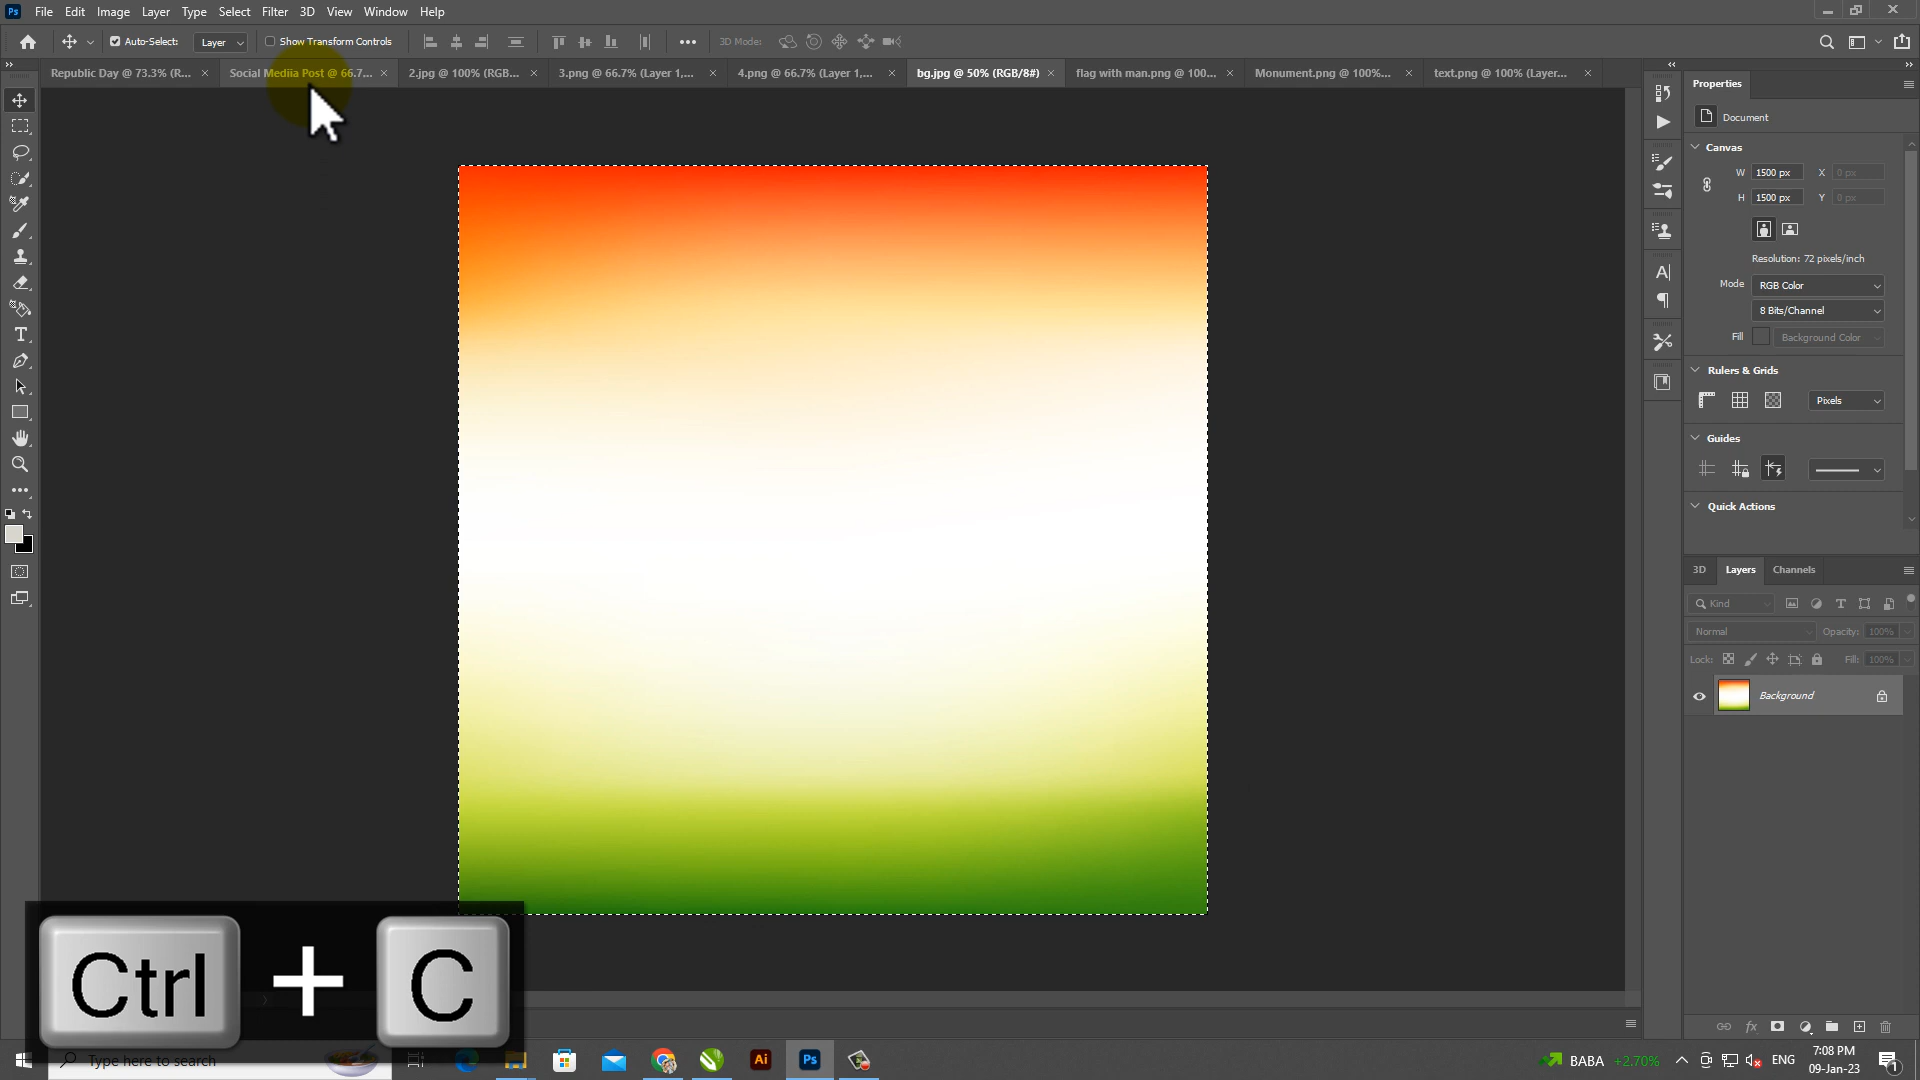 Ps File Edit Image Layer Type Select Filter 3D View Window Help
Auto-Select: Layer Show Transform Controls 3D Mode:
Republic Day @ 73.3% (R... Social Mediia Post @ 66.7... 2.jpg @ 100% (RGB... 3.png @ 66.7% (Layer 1,... 4.png @ 66.7% (Layer 1,... bg.jpg @ 50% (RGB/8#) flag with man.png @ 100... Monument.png @ 100%... text.png @ 100% (Layer...
Properties
Document
Canvas
W 1500 px X 0 px
H 1500 px Y 0 px
Resolution: 72 pixels/inch
Mode RGB Color
8 Bits/Channel
Fill Background Color
Rulers & Grids
Pixels
Guides
Quick Actions
3D Layers Channels
Kind
Normal Opacity: 100%
Lock: Fill: 100%
Background
Ctrl + C
Type here to search
Ai Ps BABA +2.70% ENG 7:08 PM
09-Jan-23
1